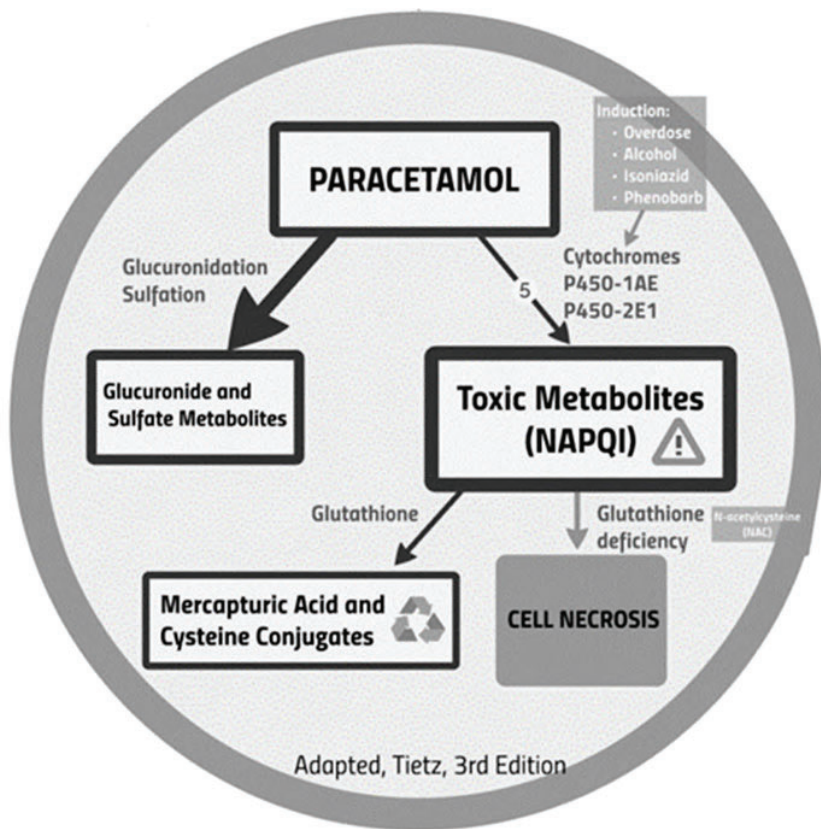 Induction:
• Overdose
• Alcohol
• Isoniazid
• Phenobarb
PARACETAMOL
Glucuronidation
Sulfation
Cytochromes
P450-1AE
P450-2E1
5
Glucuronide and
Sulfate Metabolites
Toxic Metabolites
(NAPQI)
Glutathione
Glutathione
deficiency
N-acetylcysteine
(NAC)
Mercapturic Acid and
Cysteine Conjugates
CELL NECROSIS
Adapted, Tietz, 3rd Edition